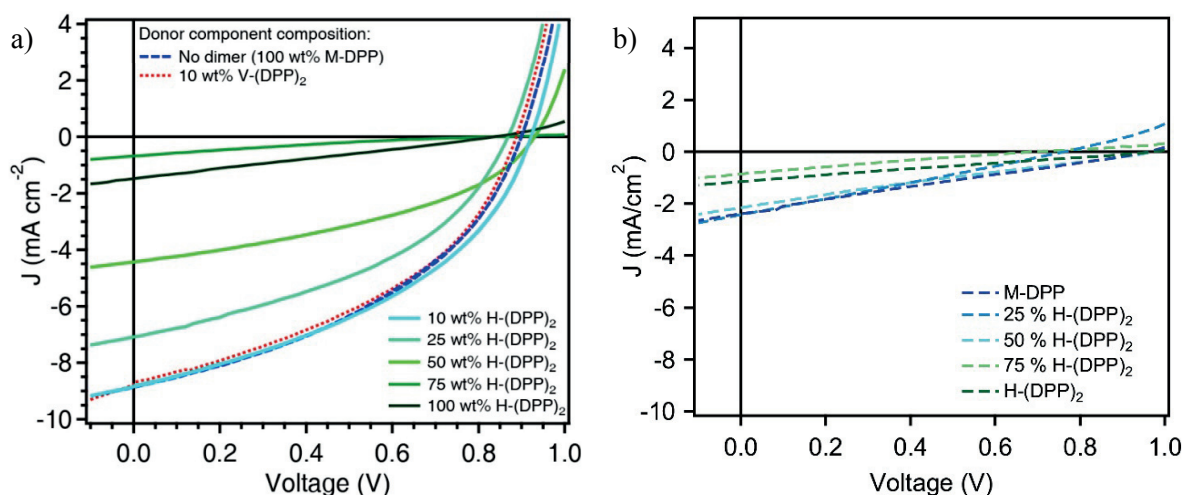 a)
Donor component composition:
No dimer (100 wt% M-DPP)
10 wt% V-(DPP)₂
4
2
0
-2
-4
-6
-8
-10
J (mA cm⁻²)
10 wt% H-(DPP)₂
25 wt% H-(DPP)₂
50 wt% H-(DPP)₂
75 wt% H-(DPP)₂
100 wt% H-(DPP)₂
0.0 0.2 0.4 0.6 0.8 1.0
Voltage (V)
b)
4
2
0
-2
-4
-6
-8
-10
J (mA/cm²)
M-DPP
25 % H-(DPP)₂
50 % H-(DPP)₂
75 % H-(DPP)₂
H-(DPP)₂
0.0 0.2 0.4 0.6 0.8 1.0
Voltage (V)